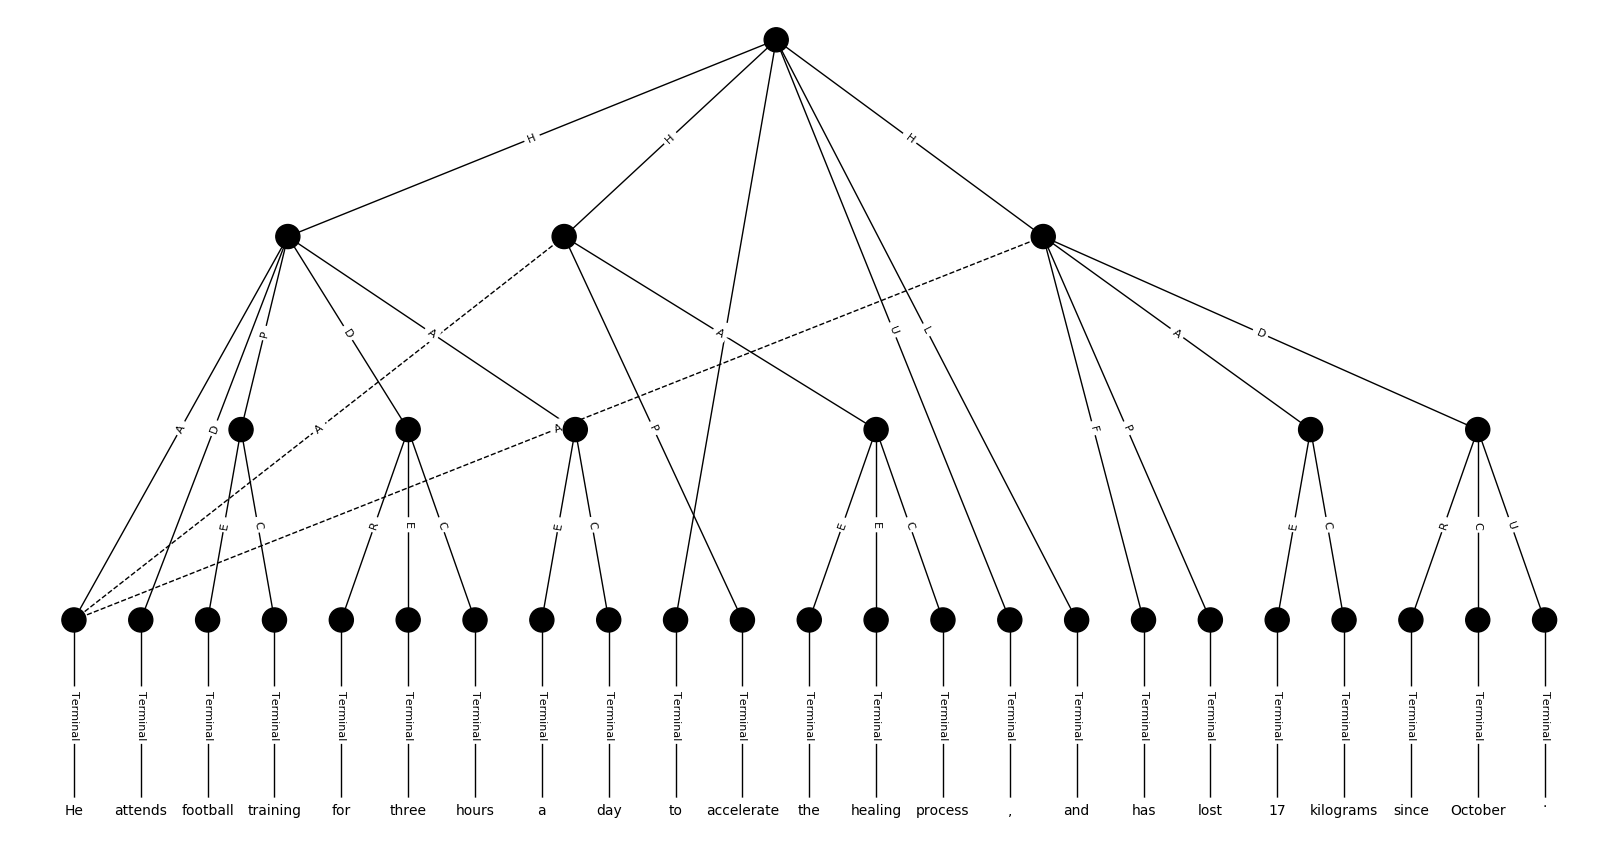 H H H
P D A A U L A D
A D A A P F P
E C R E C E C E E C E C R C U
Terminal Terminal Terminal Terminal Terminal Terminal Terminal Terminal Terminal Terminal Terminal Terminal Terminal Terminal Terminal Terminal Terminal Terminal Terminal Terminal Terminal Terminal Terminal
He attends football training for three hours a day to accelerate the healing process , and has lost 17 kilograms since October .